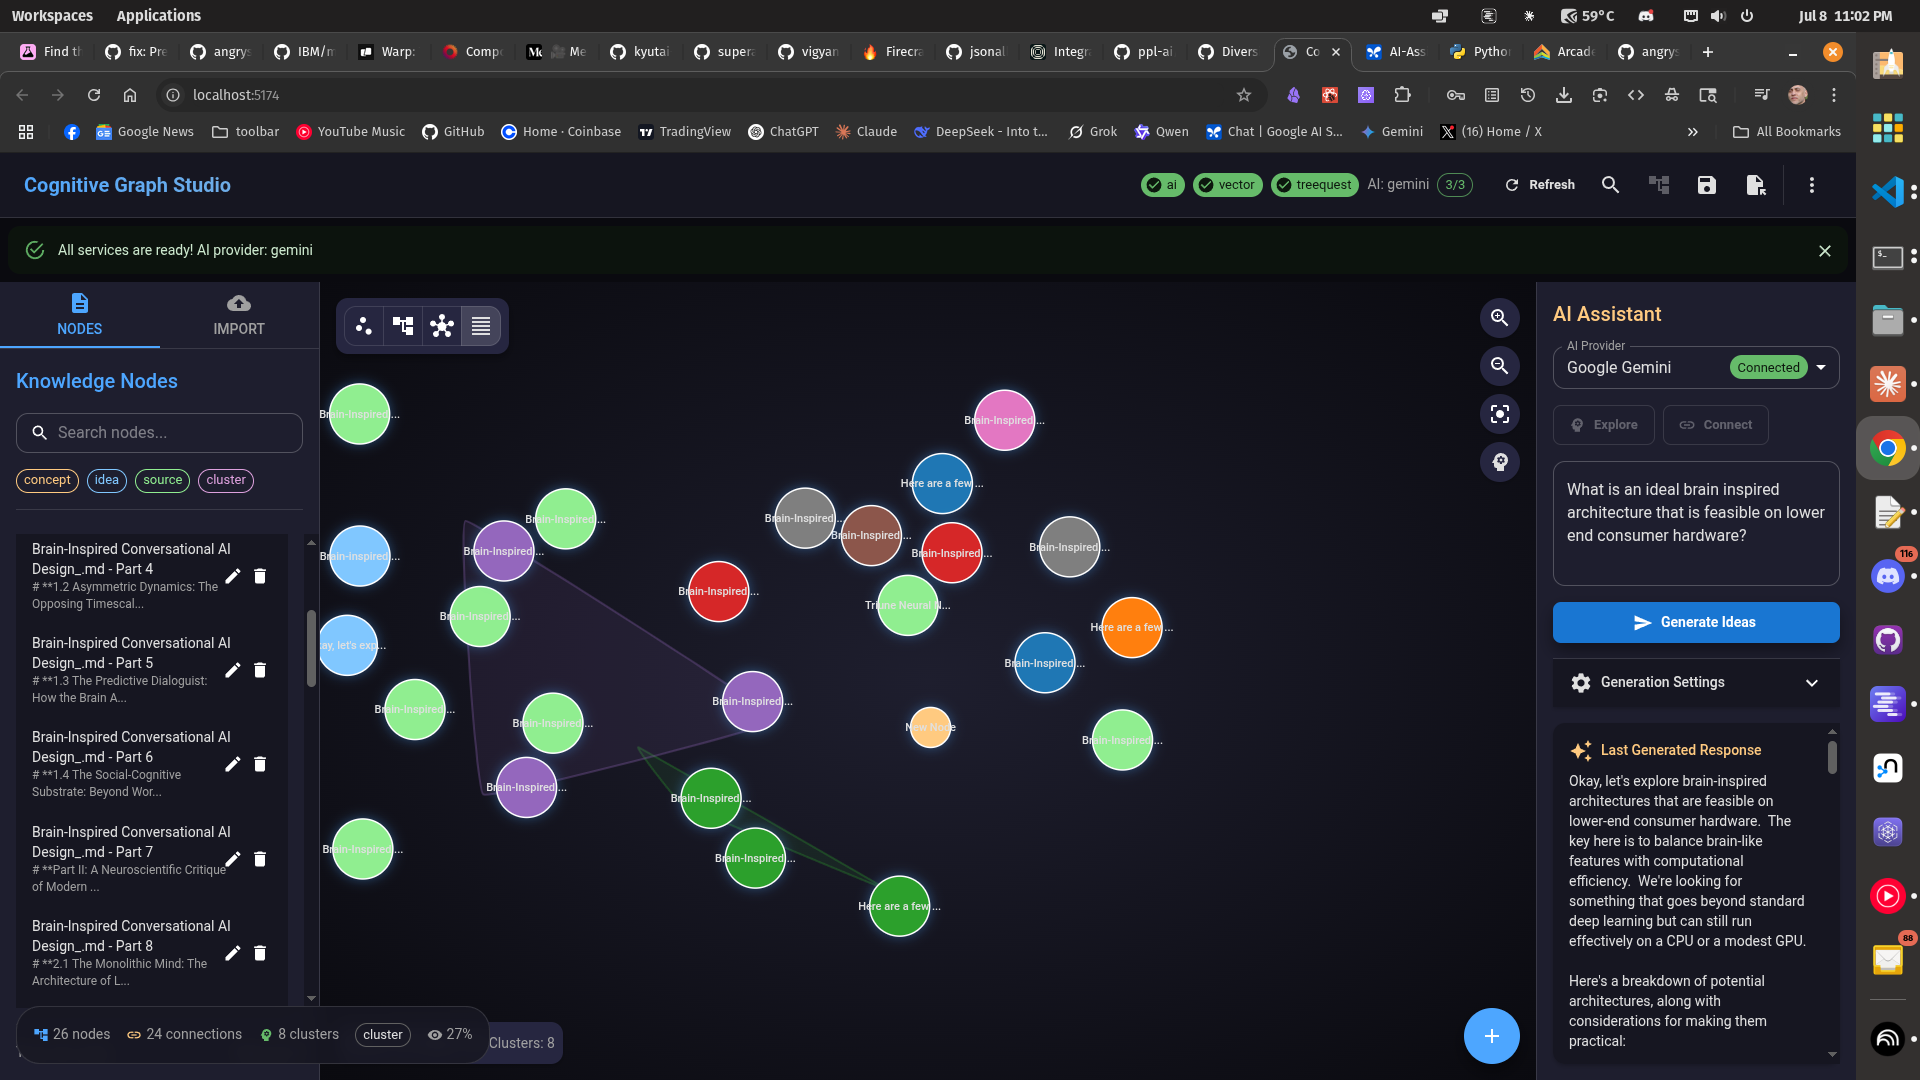 Workspaces Applications 59°C Jul 8 11:02 PM
Find th fix: Pre angrys IBM/m Warp: Compo Me kyutai supera vigyan Firecra jsonal Integra ppl-ai Divers Co AI-Ass Pytho Arcade angrys
localhost:5174
Google News toolbar YouTube Music GitHub Home · Coinbase TradingView ChatGPT Claude DeepSeek - Into t... Grok Qwen Chat | Google AI S... Gemini (16) Home / X » All Bookmarks
Cognitive Graph Studio
ai vector treequest AI: gemini 3/3 Refresh
All services are ready! AI provider: gemini
NODES IMPORT
Knowledge Nodes
Search nodes...
concept idea source cluster
Brain-Inspired Conversational AI
Design_.md - Part 4
# **1.2 Asymmetric Dynamics: The
Opposing Timescal...
Brain-Inspired Conversational AI
Design_.md - Part 5
# **1.3 The Predictive Dialoguist:
How the Brain A...
Brain-Inspired Conversational AI
Design_.md - Part 6
# **1.4 The Social-Cognitive
Substrate: Beyond Wor...
Brain-Inspired Conversational AI
Design_.md - Part 7
# **Part II: A Neuroscientific Critique
of Modern ...
Brain-Inspired Conversational AI
Design_.md - Part 8
# **2.1 The Monolithic Mind: The
Architecture of L...
26 nodes 24 connections 8 clusters cluster 27%
Clusters: 8
Brain-Inspired ...
Brain-Inspired ...
Here are a few ...
Brain-Inspired ...
Brain-Inspired ...
Brain-Inspired ...
Brain-Inspired ...
Brain-Inspired ...
Brain-Inspired ...
Brain-Inspired ...
Brain-Inspired ...
Brain-Inspired ...
Triune Neural N...
Brain-Inspired ...
Here are a few ...
ay, let's exp...
Brain-Inspired ...
Brain-Inspired ...
Brain-Inspired ...
Brain-Inspired ...
New Node
Brain-Inspired ...
Brain-Inspired ...
Brain-Inspired ...
Brain-Inspired ...
Brain-Inspired ...
Here are a few ...
AI Assistant
AI Provider
Google Gemini Connected
Explore Connect
What is an ideal brain inspired
architecture that is feasible on lower
end consumer hardware?
Generate Ideas
Generation Settings
Last Generated Response
Okay, let's explore brain-inspired
architectures that are feasible on
lower-end consumer hardware. The
key here is to balance brain-like
features with computational
efficiency. We're looking for
something that goes beyond standard
deep learning but can still run
effectively on a CPU or a modest GPU.
Here's a breakdown of potential
architectures, along with
considerations for making them
practical:
116
88